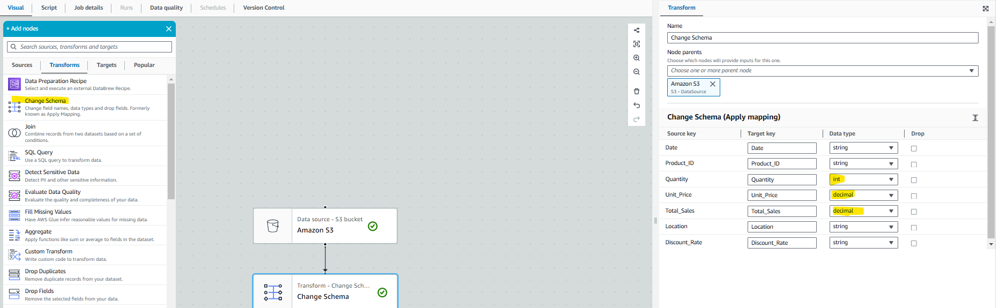 Visual
Script
Job details
Runs
Data quality
Schedules
Version Control
+ Add nodes
Search sources, transforms and targets
Sources
Transforms
Targets
Popular
Data Preparation Recipe
Select and execute an external DataBrew Recipe.
Change Schema
Change field names, data types and drop fields. Formerly
known as Apply Mapping.
Join
Combine records from two datasets based on a set of
conditions.
SQL Query
Use a SQL query to transform data.
Detect Sensitive Data
Detect PII and other sensitive information.
Evaluate Data Quality
Evaluate the quality and completeness of your data.
Fill Missing Values
Have AWS Glue infer reasonable values for missing data.
Aggregate
Apply functions like sum or average to fields in the dataset.
Custom Transform
Write custom code to transform data.
Drop Duplicates
Remove duplicate records from your dataset.
Drop Fields
Remove the selected fields from your data.
Data source - S3 bucket
Amazon S3
Transform - Change Sch...
Change Schema
Transform
Name
Change Schema
Node parents
Choose which nodes will provide inputs for this one.
Choose one or more parent node
Amazon S3
S3 - DataSource
Change Schema (Apply mapping)
Source key Target key Data type Drop
Date Date string
Product_ID Product_ID string
Quantity Quantity int
Unit_Price Unit_Price decimal
Total_Sales Total_Sales decimal
Location Location string
Discount_Rate Discount_Rate string